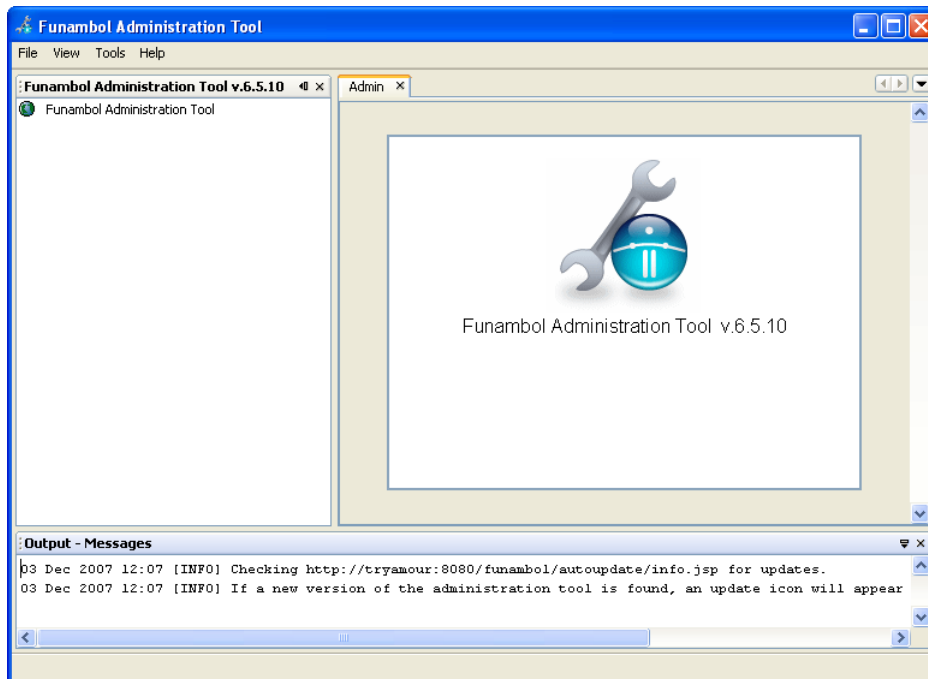 Funambol Administration Tool
File View Tools Help
Funambol Administration Tool v.6.5.10
Admin
Funambol Administration Tool
Funambol Administration Tool v.6.5.10
Output - Messages
03 Dec 2007 12:07 [INFO] Checking http://tryamour:8080/funambol/autoupdate/info.jsp for updates.
03 Dec 2007 12:07 [INFO] If a new version of the administration tool is found, an update icon will appear